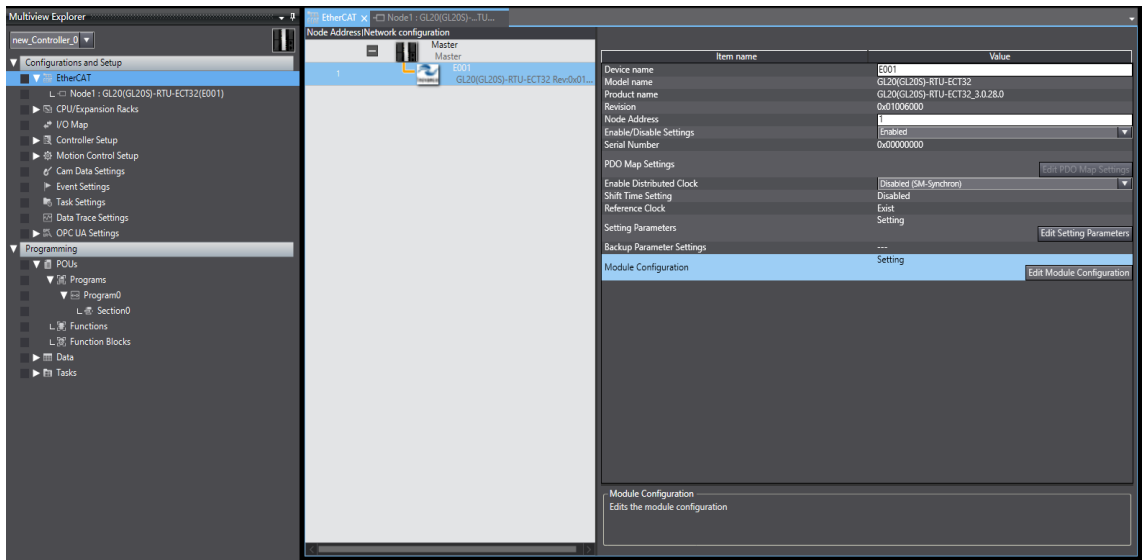 Multiview Explorer
new_Controller_0
Configurations and Setup
EtherCAT
Node1 : GL20(GL20S)-RTU-ECT32(E001)
CPU/Expansion Racks
I/O Map
Controller Setup
Motion Control Setup
Cam Data Settings
Event Settings
Task Settings
Data Trace Settings
OPC UA Settings
Programming
POUs
Programs
Program0
Section0
Functions
Function Blocks
Data
Tasks
EtherCAT
Node1 : GL20(GL20S)-...TU...
Node Address|Network configuration
Master
Master
1
E001
GL20(GL20S)-RTU-ECT32 Rev:0x01...
Item name Value
Device name E001
Model name GL20(GL20S)-RTU-ECT32
Product name GL20(GL20S)-RTU-ECT32_3.0.28.0
Revision 0x01006000
Node Address 1
Enable/Disable Settings Enabled
Serial Number 0x00000000
PDO Map Settings
Edit PDO Map Settings
Enable Distributed Clock Disabled (SM-Synchron)
Shift Time Setting Disabled
Reference Clock Exist
Setting Parameters Setting
Edit Setting Parameters
Backup Parameter Settings ---
Module Configuration Setting
Edit Module Configuration
Module Configuration
Edits the module configuration